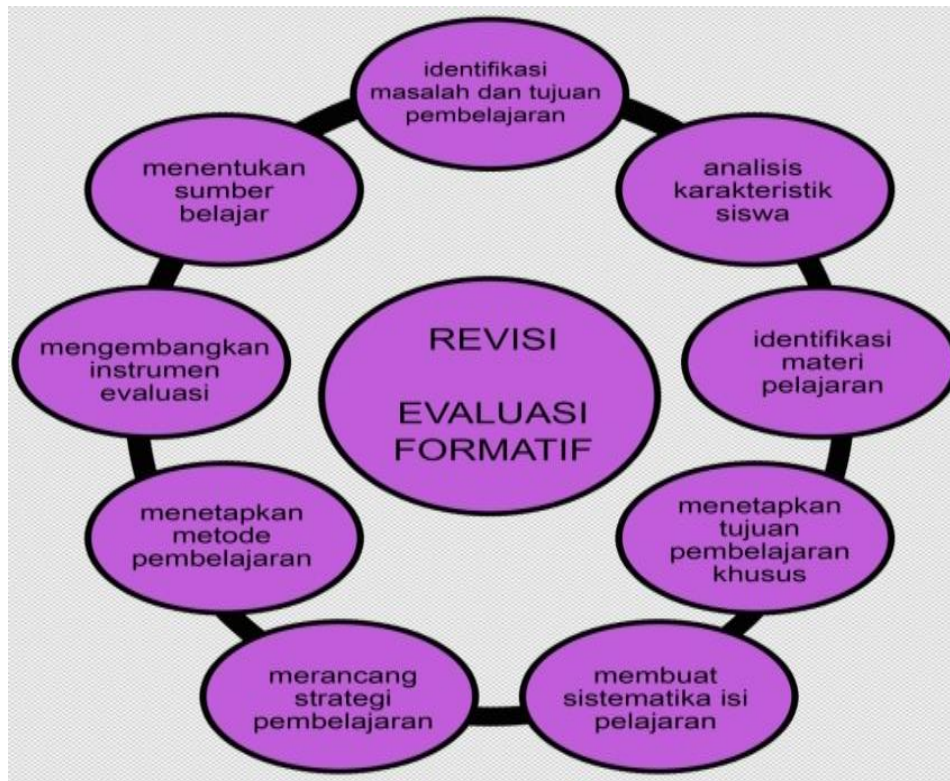 identifikasi
masalah dan tujuan
pembelajaran
analisis
karakteristik
siswa
identifikasi
materi
pelajaran
menetapkan
tujuan
pembelajaran
khusus
membuat
sistematika isi
pelajaran
merancang
strategi
pembelajaran
menetapkan
metode
pembelajaran
mengembangkan
instrumen
evaluasi
menentukan
sumber
belajar
REVISI
EVALUASI
FORMATIF